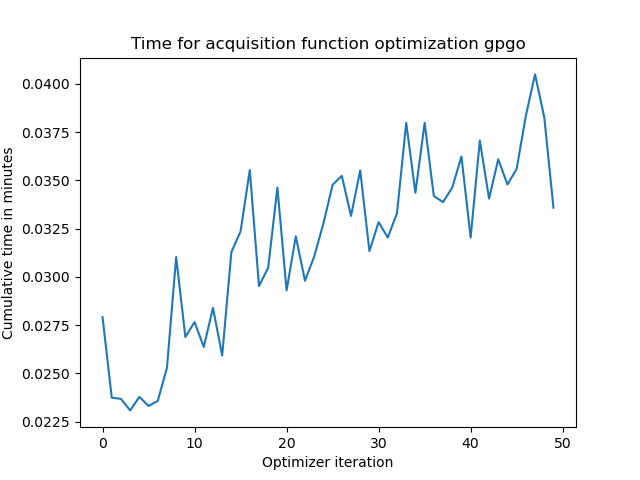 Time for acquisition function optimization gpgo
Cumulative time in minutes
0.0400
0.0375
0.0350
0.0325
0.0300
0.0275
0.0250
0.0225
0 10 20 30 40 50
Optimizer iteration